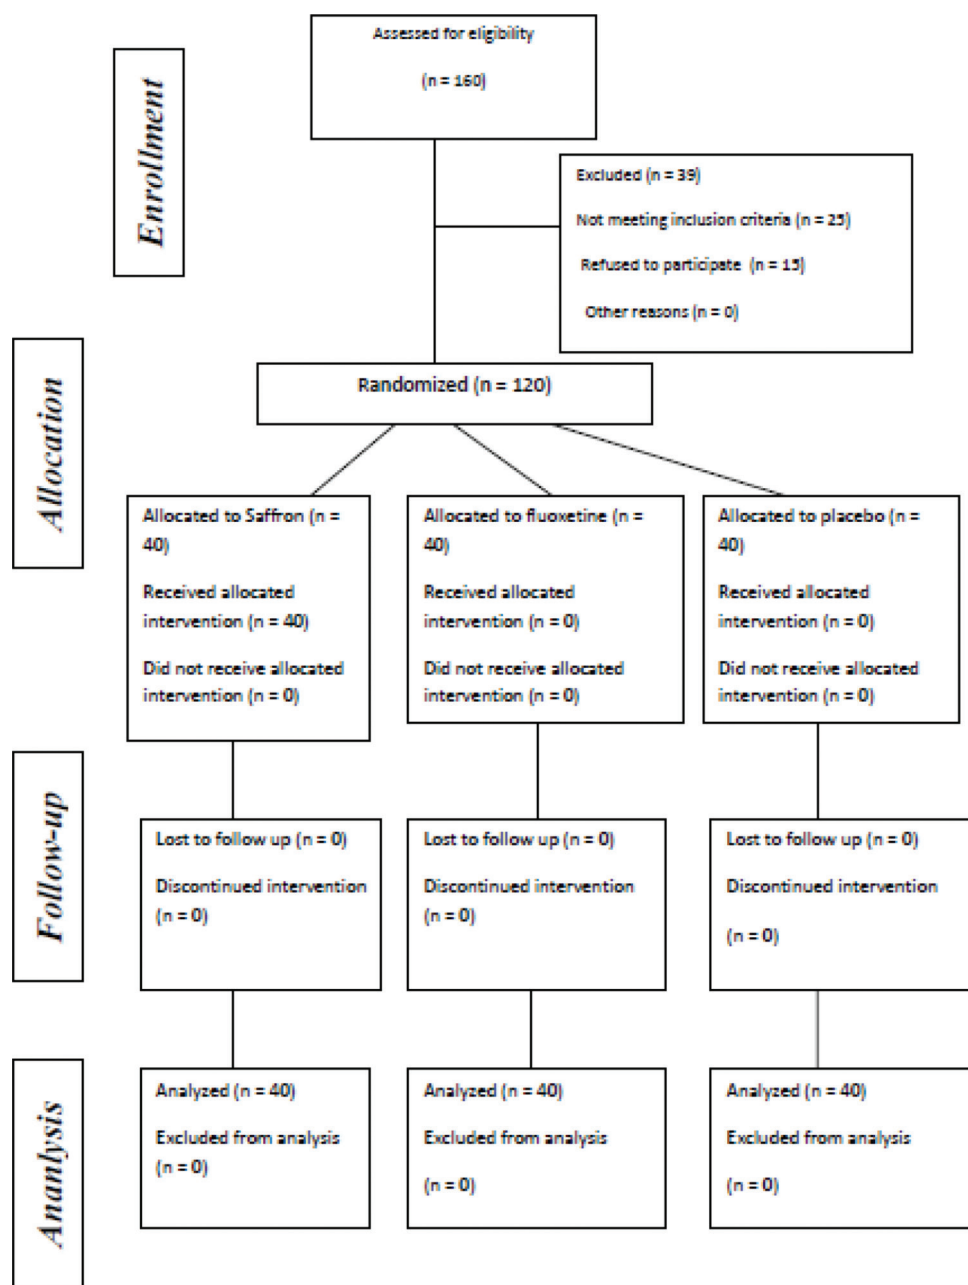 Enrollment
Assessed for eligibility
(n = 160)
Excluded (n = 39)
Not meeting inclusion criteria (n = 25)
Refused to participate (n = 15)
Other reasons (n = 0)
Allocation
Randomized (n = 120)
Allocated to Saffron (n =
40)
Received allocated
intervention (n = 40)
Did not receive allocated
intervention (n = 0)
Allocated to fluoxetine (n =
40)
Received allocated
intervention (n = 0)
Did not receive allocated
intervention (n = 0)
Allocated to placebo (n =
40)
Received allocated
intervention (n = 0)
Did not receive allocated
intervention (n = 0)
Follow-up
Lost to follow up (n = 0)
Discontinued intervention
(n = 0)
Lost to follow up (n = 0)
Discontinued intervention
(n = 0)
Lost to follow up (n = 0)
Discontinued intervention
(n = 0)
Ananlysis
Analyzed (n = 40)
Excluded from analysis
(n = 0)
Analyzed (n = 40)
Excluded from analysis
(n = 0)
Analyzed (n = 40)
Excluded from analysis
(n = 0)